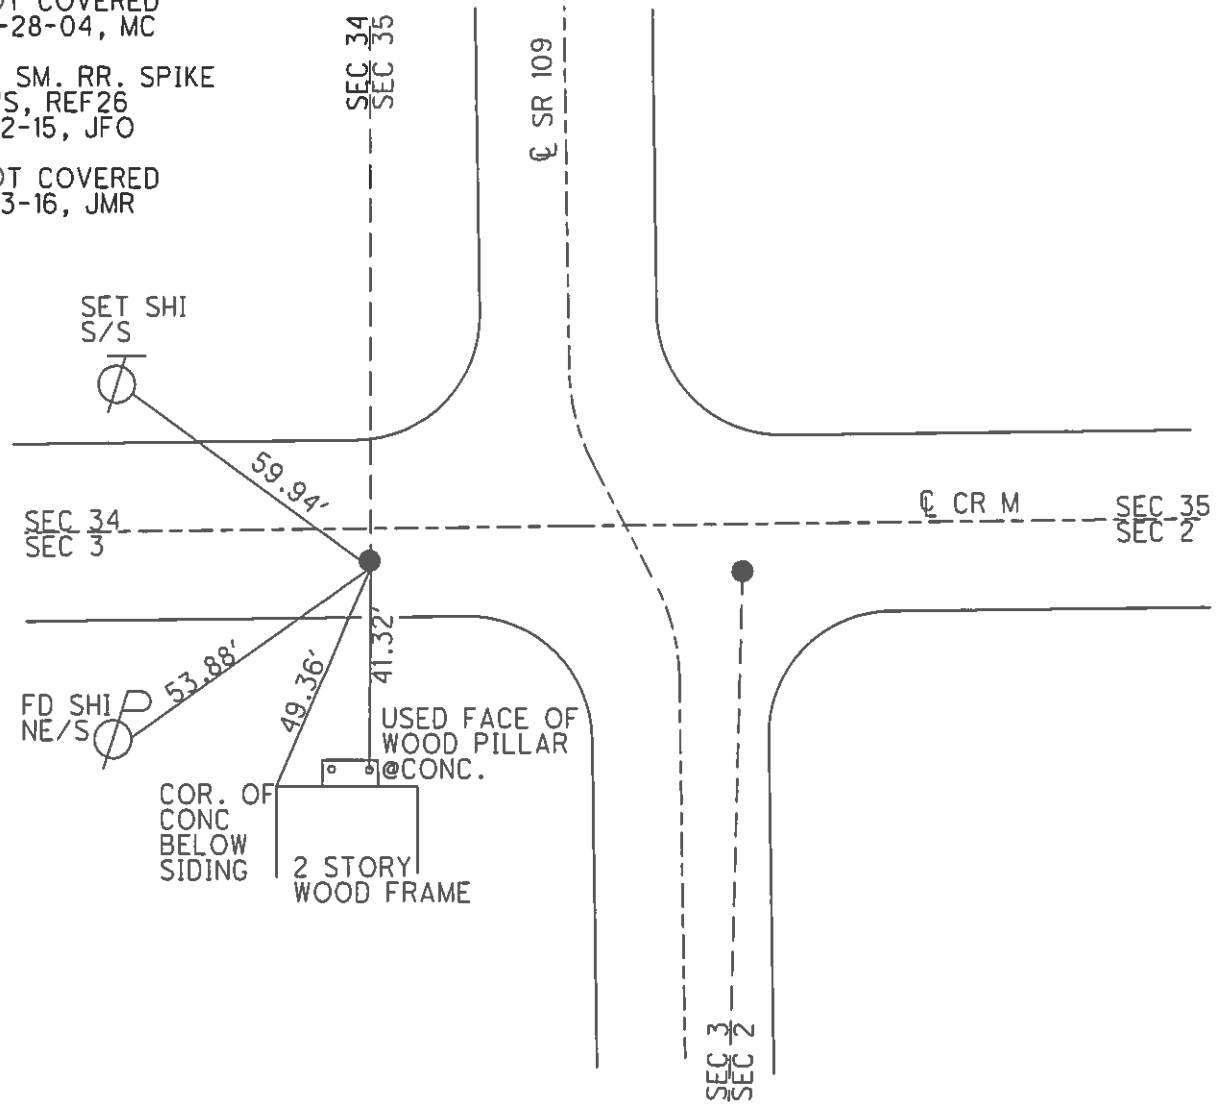 COVERED
-28-04, MC
SM. RR. SPIKE
REF26
2-15, JFO
COVERED
3-16, JMR
SEC 34
SEC 35
℄ SR 109
SET SHI
S/S
59.94'
SEC 34
SEC 3
℄ CR M
SEC 35
SEC 2
41.32'
53.88'
49.36'
FD SHI
NE/S
USED FACE OF
WOOD PILLAR
@CONC.
COR. OF
CONC
BELOW
SIDING
2 STORY
WOOD FRAME
SEC 3
SEC 2